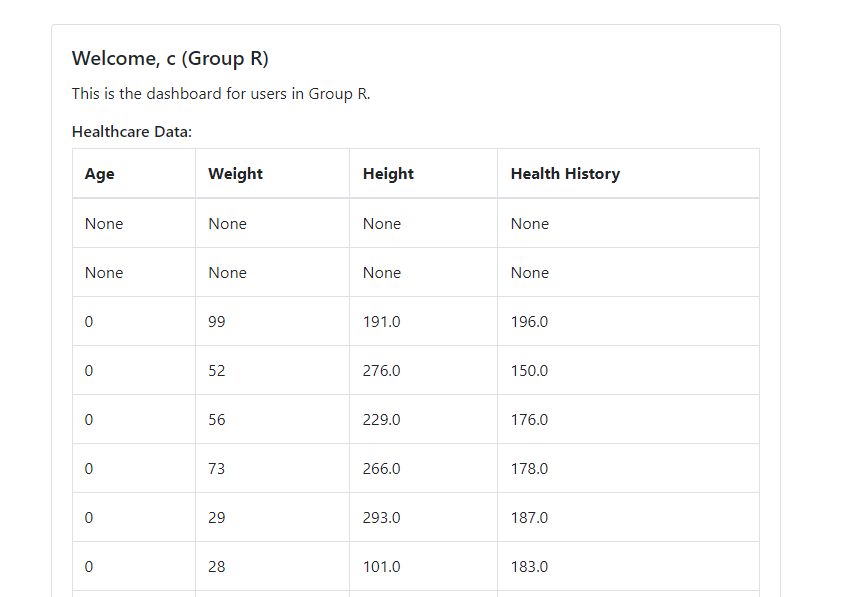 Welcome, c (Group R)
This is the dashboard for users in Group R.
Healthcare Data:
Age Weight Height Health History
None None None None
None None None None
0 99 191.0 196.0
0 52 276.0 150.0
0 56 229.0 176.0
0 73 266.0 178.0
0 29 293.0 187.0
0 28 101.0 183.0